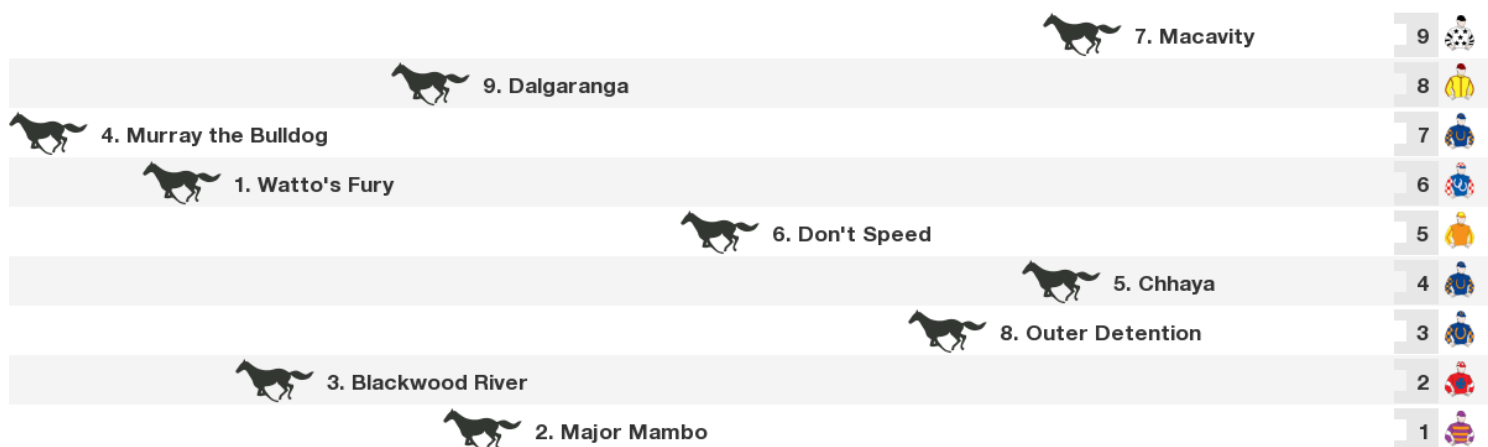 7. Macavity 9
9. Dalgaranga 8
4. Murray the Bulldog 7
1. Watto's Fury 6
6. Don't Speed 5
5. Chhaya 4
8. Outer Detention 3
3. Blackwood River 2
2. Major Mambo 1